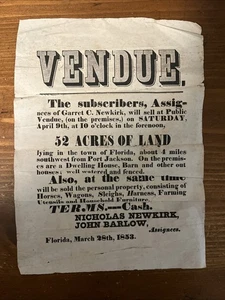 VENDUE.
The subscribers, Assig-
nees of Garret C. Newkirk, will sell at Public
Vendue, (on the premises,) on SATURDAY,
April 9th, at 10 o'clock in the forenoon,
52 ACRES OF LAND
lying in the town of Florida, about 4 miles
southwest from Port Jackson. On the premis-
es are a Dwelling House, Barn and other out
houses; well watered and fenced.
Also, at the same time
will be sold the personal property, consisting of
Horses, Wagons, Sleighs, Harness, Farming
Utensils and Household Furniture.
TERMS.---Cash.
NICHOLAS NEWKIRK,
JOHN BARLOW,
Assignees.
Florida, March 28th, 1853.